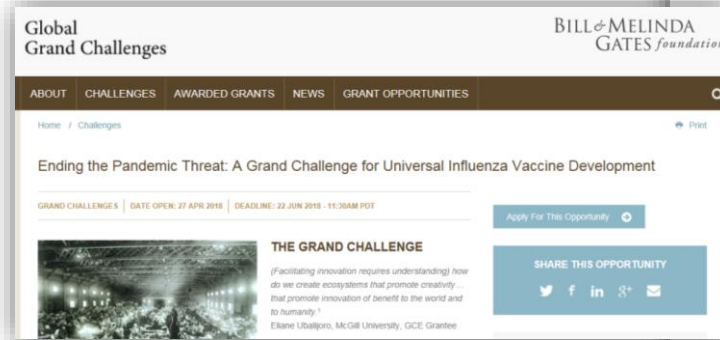 Global
Grand Challenges
BILL & MELINDA
GATES foundation
ABOUT CHALLENGES AWARDED GRANTS NEWS GRANT OPPORTUNITIES
Home / Challenges
Print
Ending the Pandemic Threat: A Grand Challenge for Universal Influenza Vaccine Development
GRAND CHALLENGES | DATE OPEN: 27 APR 2018 | DEADLINE: 22 JUN 2018 - 11:30AM PDT
Apply For This Opportunity
THE GRAND CHALLENGE
(Facilitating innovation requires understanding) how
do we create ecosystems that promote creativity…
that promote innovation of benefit to the world and
to humanity.¹
Eliane Ubalijoro, McGill University, GCE Grantee
SHARE THIS OPPORTUNITY